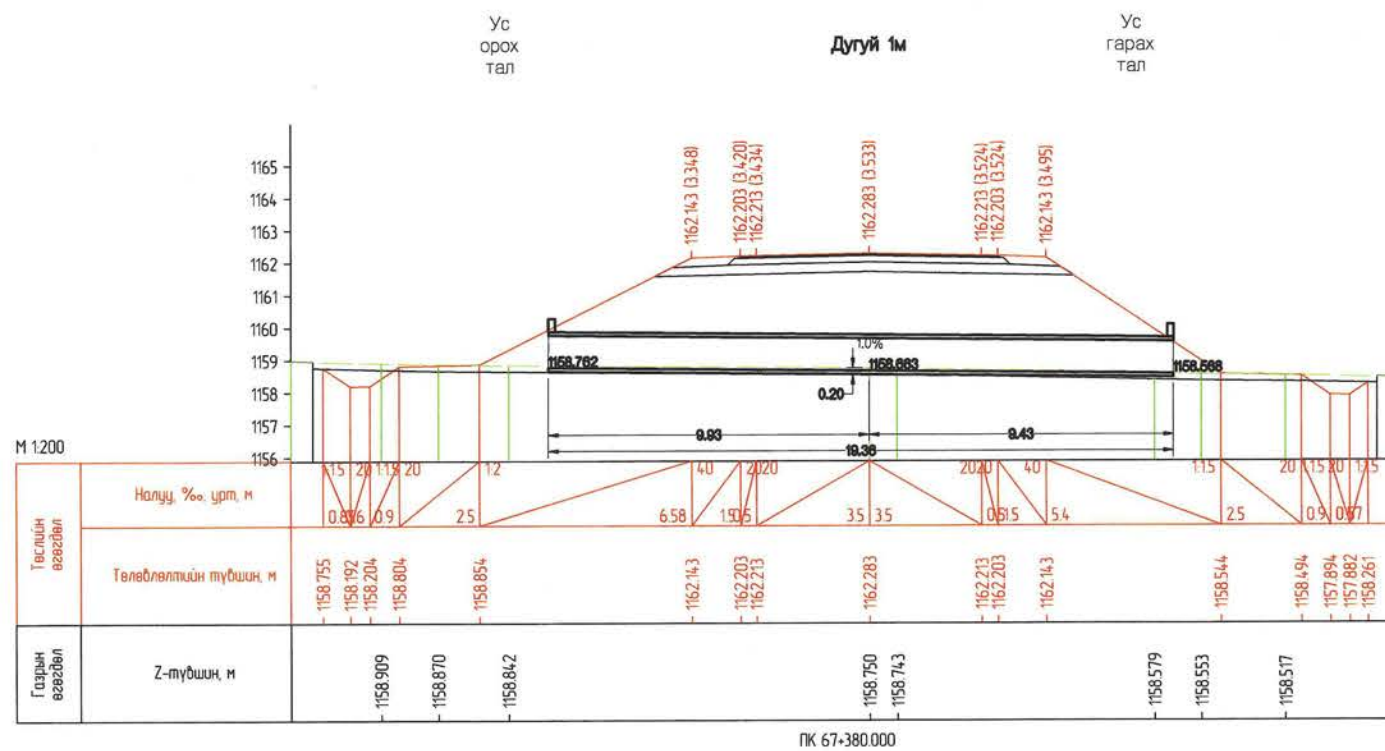 Ус
орох
тал
Дугуй 1м
Ус
гарах
тал
1165
1164
1163
1162
1161
1160
1159
1158
1157
1156
1162.143 (3.348)
1162.203 (3.420)
1162.213 (3.434)
1162.283 (3.533)
1162.213 (3.524)
1162.203 (3.524)
1162.143 (3.495)
1158.762
1.0%
1158.663
1158.568
0.20
9.93
9.43
19.36
М 1:200
Төслийн
өгөгдөл
Налуу, ‰, урт, м
1:1.5 20 1:1.5 20 1:2 40 20 20 20 20 40 1:1.5 20 1:1.5 20 1:1.5
0.9 2.5 6.58 1.5 0.5 3.5 3.5 0.5 1.5 5.4 2.5 0.9
Төлөвлөлтийн түвшин, м
1158.755
1158.192
1158.204
1158.804
1158.854
1162.143
1162.203
1162.213
1162.283
1162.213
1162.203
1162.143
1158.544
1158.494
1157.894
1157.882
1158.261
Газрын
өгөгдөл
Z-түвшин, м
1158.909
1158.870
1158.842
1158.750
1158.743
1158.579
1158.553
1158.517
ПК 67+380.000